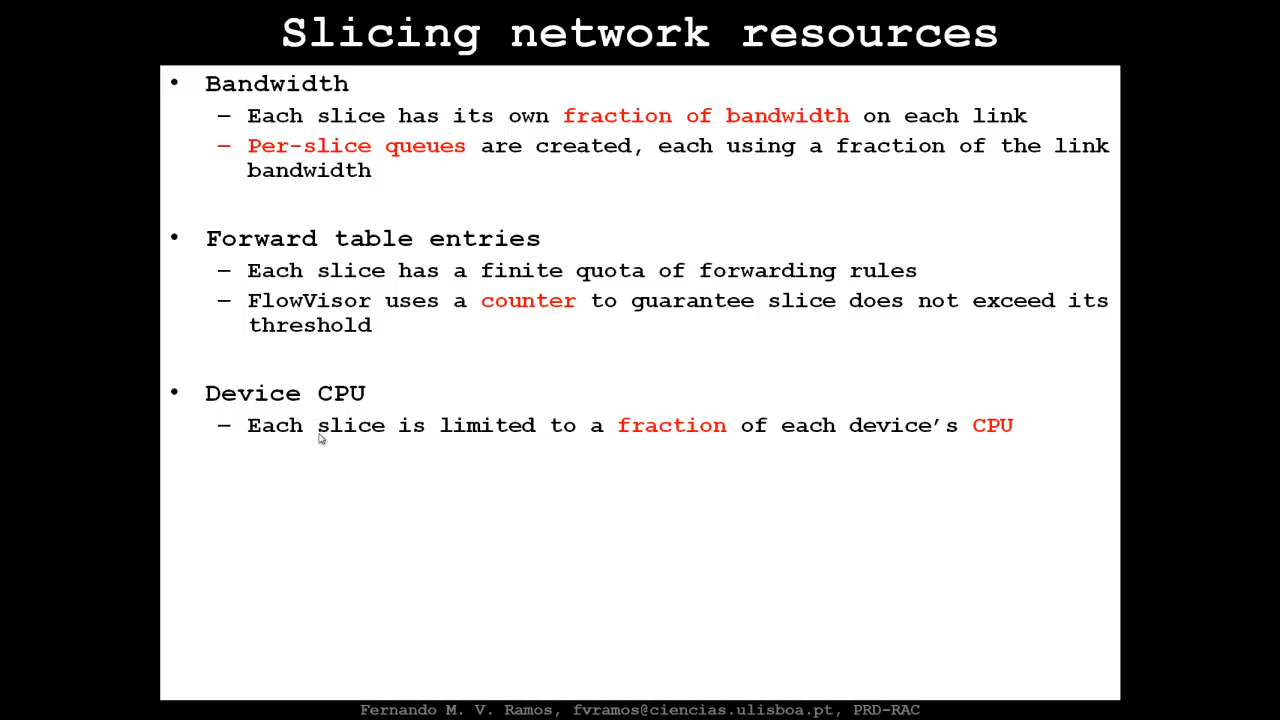 Slicing network resources
• Bandwidth
– Each slice has its own fraction of bandwidth on each link
– Per-slice queues are created, each using a fraction of the link
bandwidth
• Forward table entries
– Each slice has a finite quota of forwarding rules
– FlowVisor uses a counter to guarantee slice does not exceed its
threshold
• Device CPU
– Each slice is limited to a fraction of each device’s CPU
Fernando M. V. Ramos, fvramos@ciencias.ulisboa.pt, PRD-RAC